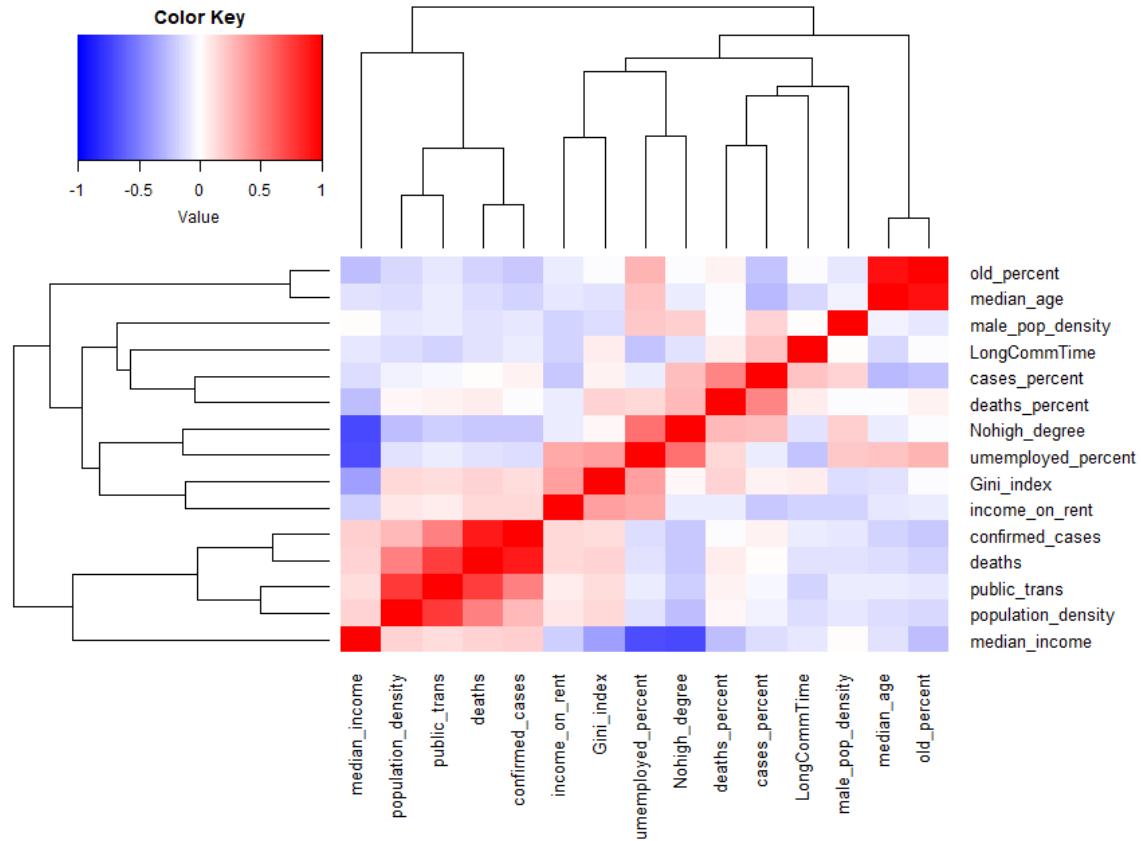 Color Key
-1 -0.5 0 0.5 1
Value
old_percent
median_age
male_pop_density
LongCommTime
cases_percent
deaths_percent
Nohigh_degree
umemployed_percent
Gini_index
income_on_rent
confirmed_cases
deaths
public_trans
population_density
median_income
median_income
population_density
public_trans
deaths
confirmed_cases
income_on_rent
Gini_index
umemployed_percent
Nohigh_degree
deaths_percent
cases_percent
LongCommTime
male_pop_density
median_age
old_percent